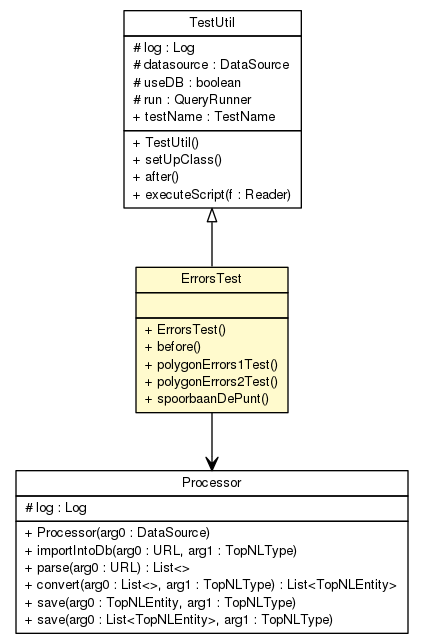 TestUtil
# log : Log
# datasource : DataSource
# useDB : boolean
# run : QueryRunner
+ testName : TestName
+ TestUtil()
+ setUpClass()
+ after()
+ executeScript(f : Reader)
ErrorsTest
+ ErrorsTest()
+ before()
+ polygonErrors1Test()
+ polygonErrors2Test()
+ spoorbaanDePunt()
Processor
# log : Log
+ Processor(arg0 : DataSource)
+ importIntoDb(arg0 : URL, arg1 : TopNLType)
+ parse(arg0 : URL) : List<>
+ convert(arg0 : List<>, arg1 : TopNLType) : List<TopNLEntity>
+ save(arg0 : TopNLEntity, arg1 : TopNLType)
+ save(arg0 : List<TopNLEntity>, arg1 : TopNLType)